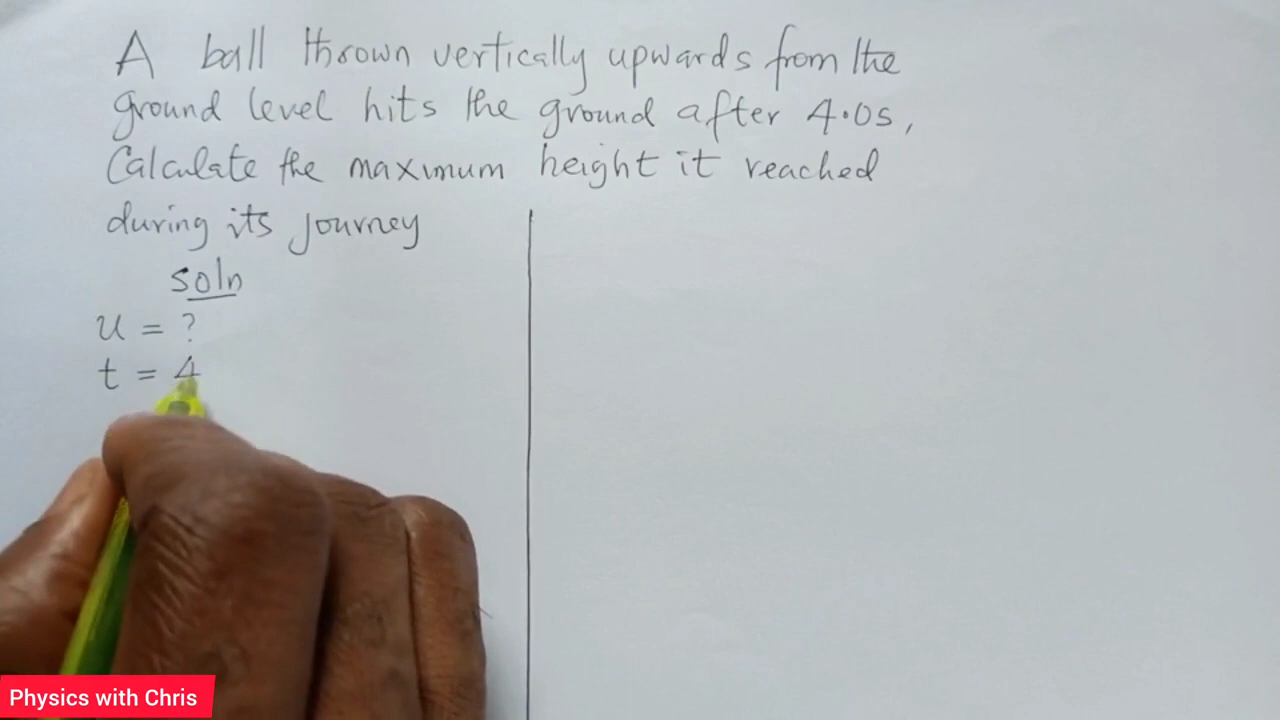 A ball thrown vertically upwards from the
ground level hits the ground after 4.0s,
Calculate the maximum height it reached
during its journey
soln
u = ?
t = 4
Physics with Chris